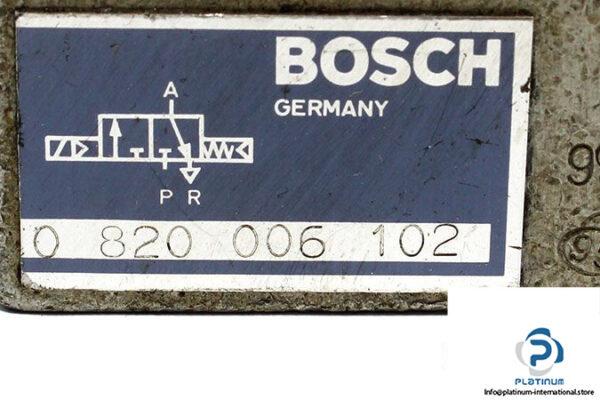 BOSCH
GERMANY
A
P R
0 820 006 102
PLATINUM
Info@platinum-international.store